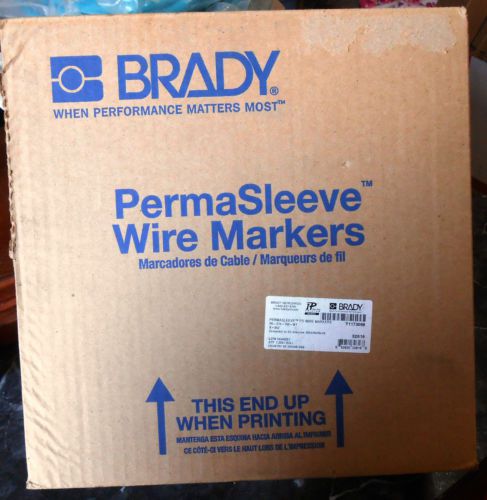 BRADY®
WHEN PERFORMANCE MATTERS MOST™
PermaSleeve™
Wire Markers
Marcadores de Cable / Marqueurs de fil
BRADY
THIS END UP
WHEN PRINTING
MANTENGA ESTA ESQUINA HACIA ARRIBA AL IMPRIMIR
CE CÔTÉ-CI VERS LE HAUT LORS DE L'IMPRESSION